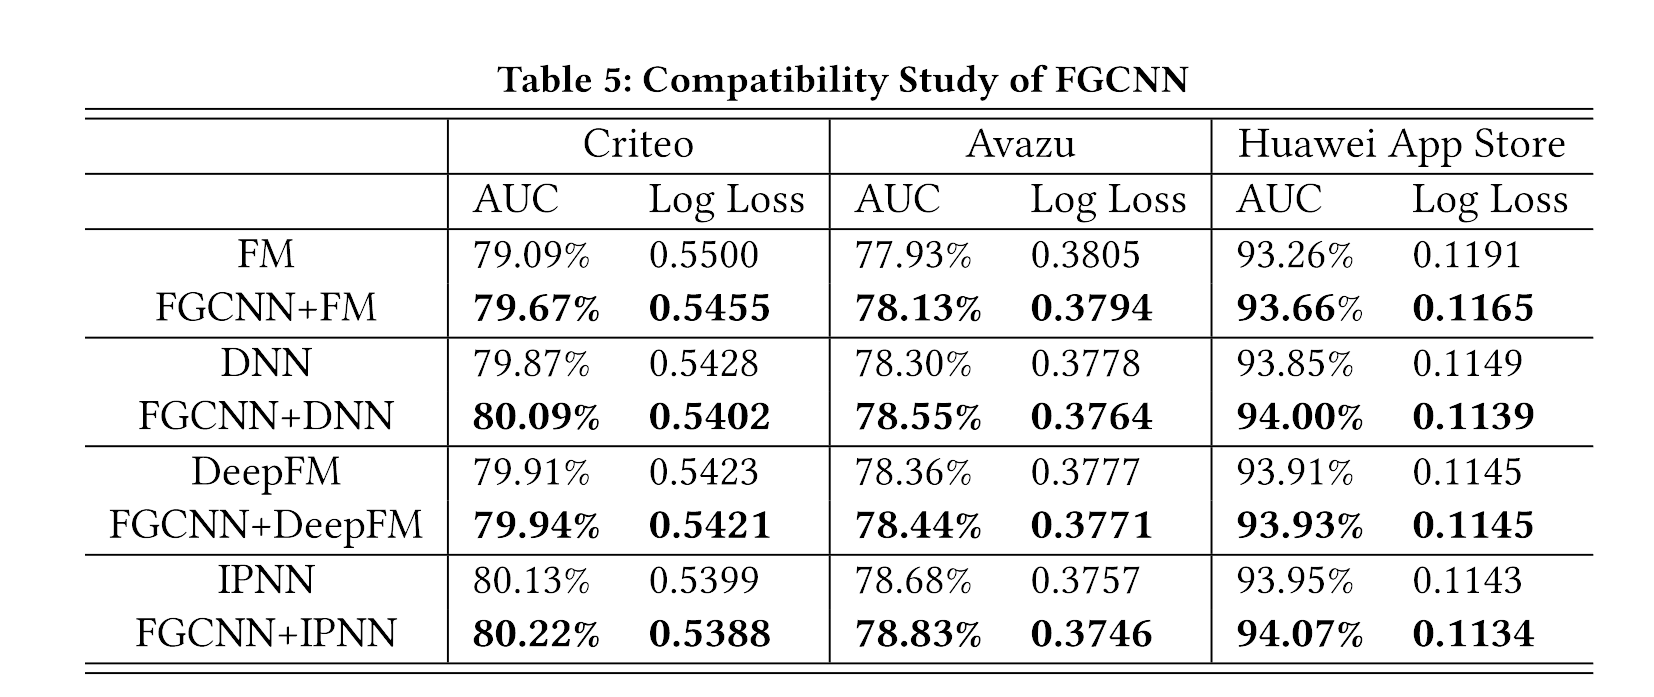 Table 5: Compatibility Study of FGCNN
Criteo Avazu Huawei App Store
AUC Log Loss AUC Log Loss AUC Log Loss
FM 79.09% 0.5500 77.93% 0.3805 93.26% 0.1191
FGCNN+FM 79.67% 0.5455 78.13% 0.3794 93.66% 0.1165
DNN 79.87% 0.5428 78.30% 0.3778 93.85% 0.1149
FGCNN+DNN 80.09% 0.5402 78.55% 0.3764 94.00% 0.1139
DeepFM 79.91% 0.5423 78.36% 0.3777 93.91% 0.1145
FGCNN+DeepFM 79.94% 0.5421 78.44% 0.3771 93.93% 0.1145
IPNN 80.13% 0.5399 78.68% 0.3757 93.95% 0.1143
FGCNN+IPNN 80.22% 0.5388 78.83% 0.3746 94.07% 0.1134